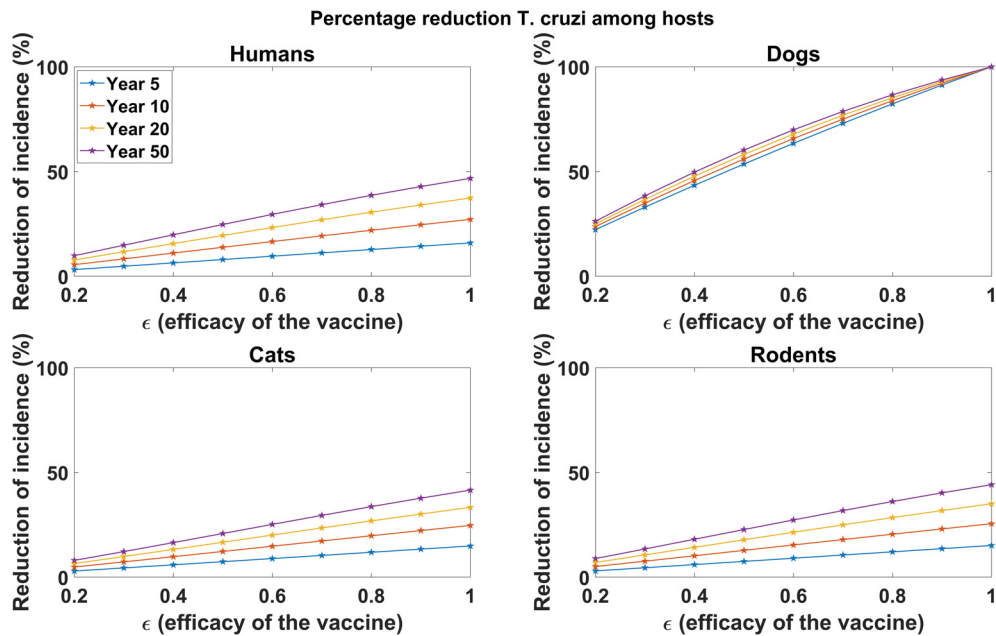 Percentage reduction T. cruzi among hosts
Humans
Reduction of incidence (%)
100
50
0
Year 5
Year 10
Year 20
Year 50
0.2 0.4 0.6 0.8 1
ϵ (efficacy of the vaccine)
Dogs
Reduction of incidence (%)
100
50
0
0.2 0.4 0.6 0.8 1
ϵ (efficacy of the vaccine)
Cats
Reduction of incidence (%)
100
50
0
0.2 0.4 0.6 0.8 1
ϵ (efficacy of the vaccine)
Rodents
Reduction of incidence (%)
100
50
0
0.2 0.4 0.6 0.8 1
ϵ (efficacy of the vaccine)